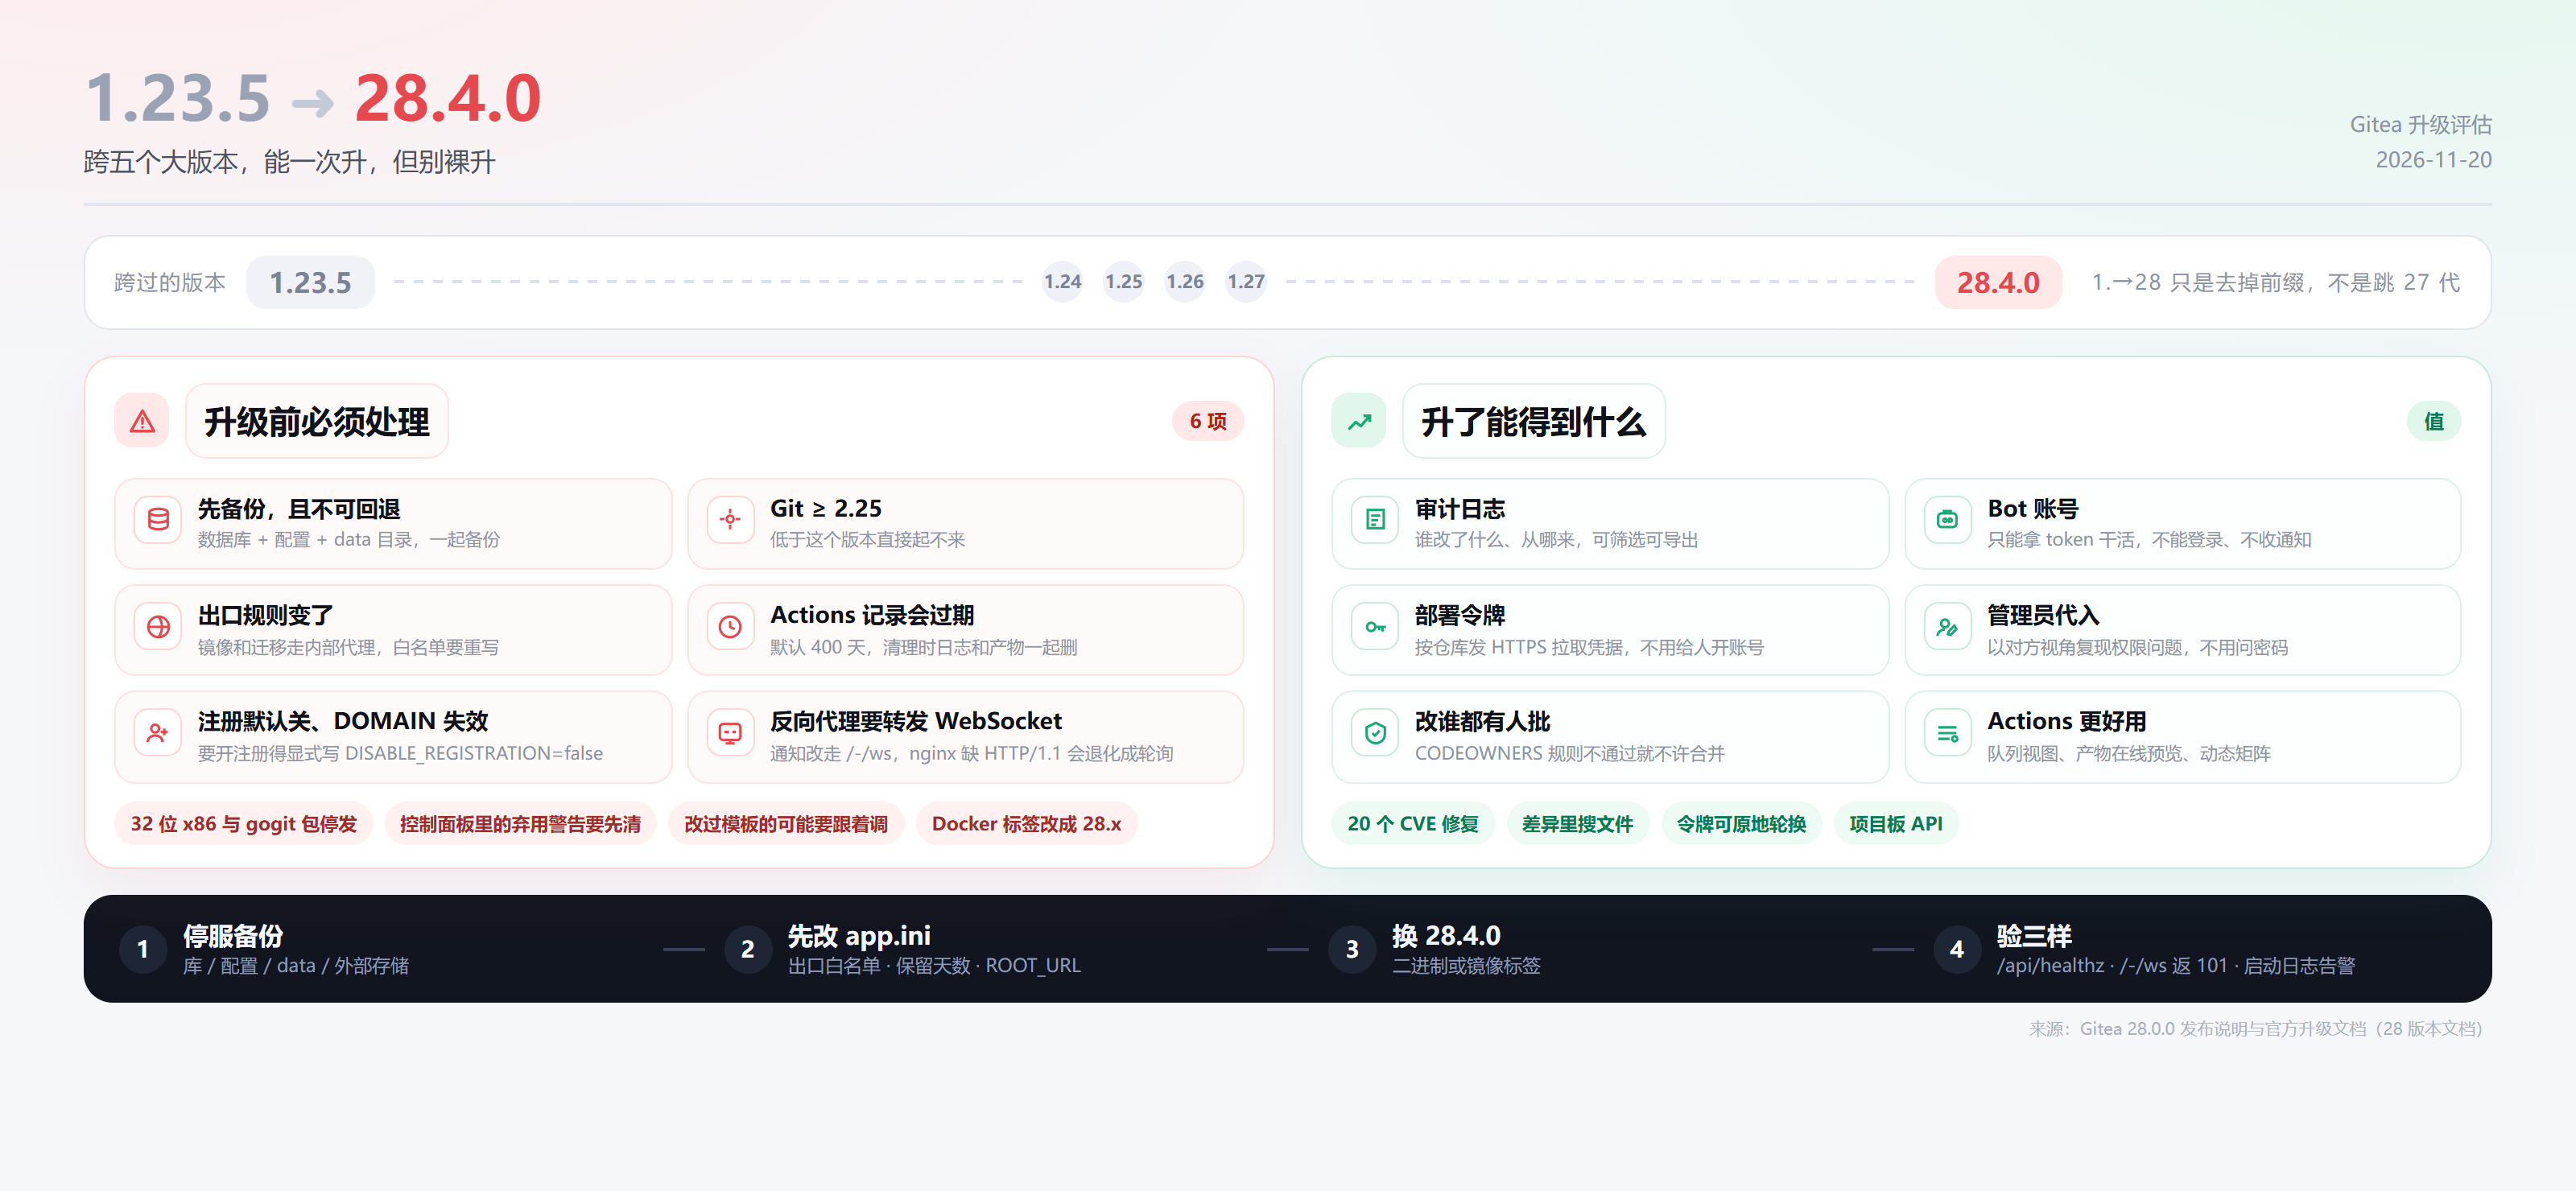 1.23.5 → 28.4.0
跨五个大版本，能一次升，但别裸升
Gitea 升级评估
2026-11-20
跨过的版本
1.23.5
1.24
1.25
1.26
1.27
28.4.0
1.→28 只是去掉前缀，不是跳 27 代
升级前必须处理
6 项
先备份，且不可回退
数据库 + 配置 + data 目录，一起备份
Git ≥ 2.25
低于这个版本直接起不来
出口规则变了
镜像和迁移走内部代理，白名单要重写
Actions 记录会过期
默认 400 天，清理时日志和产物一起删
注册默认关、DOMAIN 失效
要开注册得显式写 DISABLE_REGISTRATION=false
反向代理要转发 WebSocket
通知改走 /-/ws，nginx 缺 HTTP/1.1 会退化成轮询
32 位 x86 与 gogit 包停发
控制面板里的弃用警告要先清
改过模板的可能要跟着调
Docker 标签改成 28.x
升了能得到什么
值
审计日志
谁改了什么、从哪来，可筛选可导出
Bot 账号
只能拿 token 干活，不能登录、不收通知
部署令牌
按仓库发 HTTPS 拉取凭据，不用给人开账号
管理员代入
以对方视角复现权限问题，不用问密码
改谁都有人批
CODEOWNERS 规则不通过就不许合并
Actions 更好用
队列视图、产物在线预览、动态矩阵
20 个 CVE 修复
差异里搜文件
令牌可原地轮换
项目板 API
1
停服备份
库 / 配置 / data / 外部存储
2
先改 app.ini
出口白名单 · 保留天数 · ROOT_URL
3
换 28.4.0
二进制或镜像标签
4
验三样
/api/healthz · /-/ws 返 101 · 启动日志告警
来源：Gitea 28.0.0 发布说明与官方升级文档（28 版本文档）